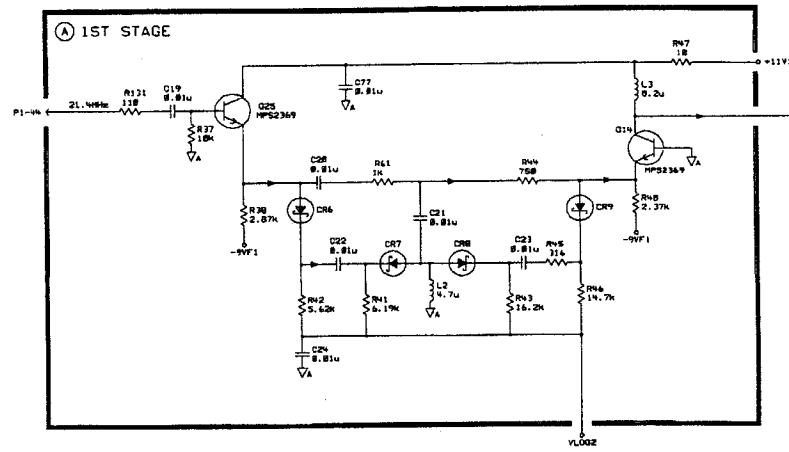 A 1ST STAGE
R47
10
+11V
C19
0.01u
R131
110
P1-44
21.4MHz
C77
0.01u
A
L3
8.2u
Q25
MPS2369
R37
10k
A
Q14
MPS2369
A
C20
0.01u
R61
1k
R44
750
R38
2.87k
-9VF1
CR6
C21
0.01u
CR9
R48
2.37k
-9VF1
C22
0.01u
CR7
CR8
C23
0.01u
R45
316
L2
4.7u
A
R42
5.62k
R41
6.19k
R43
16.2k
R46
14.7k
C24
0.01u
A
VLOG2